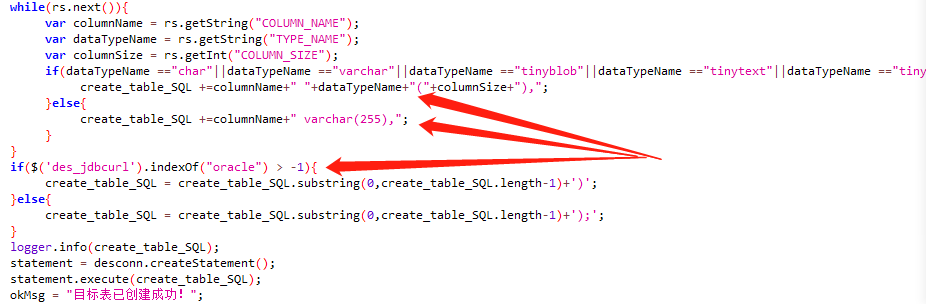 while(rs.next()){
var columnName = rs.getString("COLUMN_NAME");
var dataTypeName = rs.getString("TYPE_NAME");
var columnSize = rs.getInt("COLUMN_SIZE");
if(dataTypeName =="char"||dataTypeName =="varchar"||dataTypeName =="tinyblob"||dataTypeName =="tinytext"||dataTypeName =="tiny
create_table_SQL +=columnName+" "+dataTypeName+"("+columnSize+"),";
}else{
create_table_SQL +=columnName+" varchar(255),";
}
}
if($('des_jdbcurl').indexOf("oracle") > -1){
create_table_SQL = create_table_SQL.substring(0,create_table_SQL.length-1)+')';
}else{
create_table_SQL = create_table_SQL.substring(0,create_table_SQL.length-1)+');';
}
logger.info(create_table_SQL);
statement = desconn.createStatement();
statement.execute(create_table_SQL);
okMsg = "目标表已创建成功！";